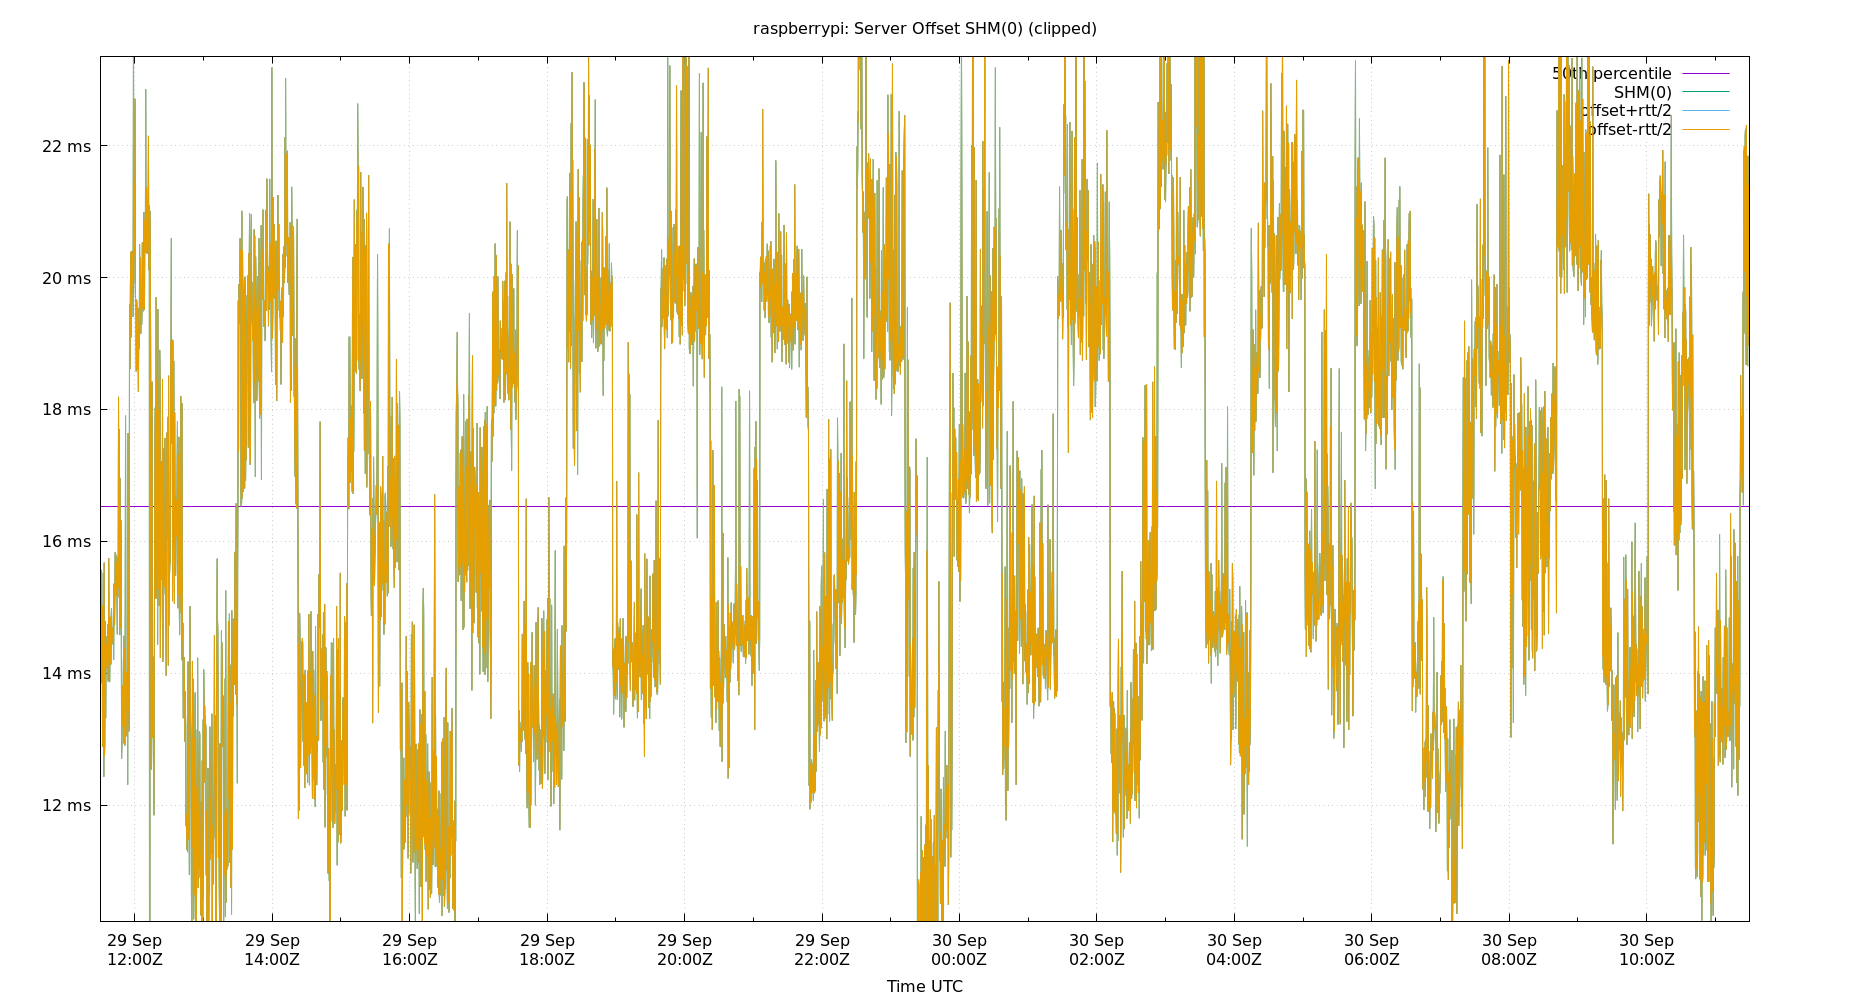 raspberrypi: Server Offset SHM(0) (clipped)
50th percentile
SHM(0)
offset+rtt/2
offset-rtt/2
22 ms
20 ms
18 ms
16 ms
14 ms
12 ms
29 Sep 29 Sep 29 Sep 29 Sep 29 Sep 29 Sep 30 Sep 30 Sep 30 Sep 30 Sep 30 Sep 30 Sep
12:00Z 14:00Z 16:00Z 18:00Z 20:00Z 22:00Z 00:00Z 02:00Z 04:00Z 06:00Z 08:00Z 10:00Z
Time UTC